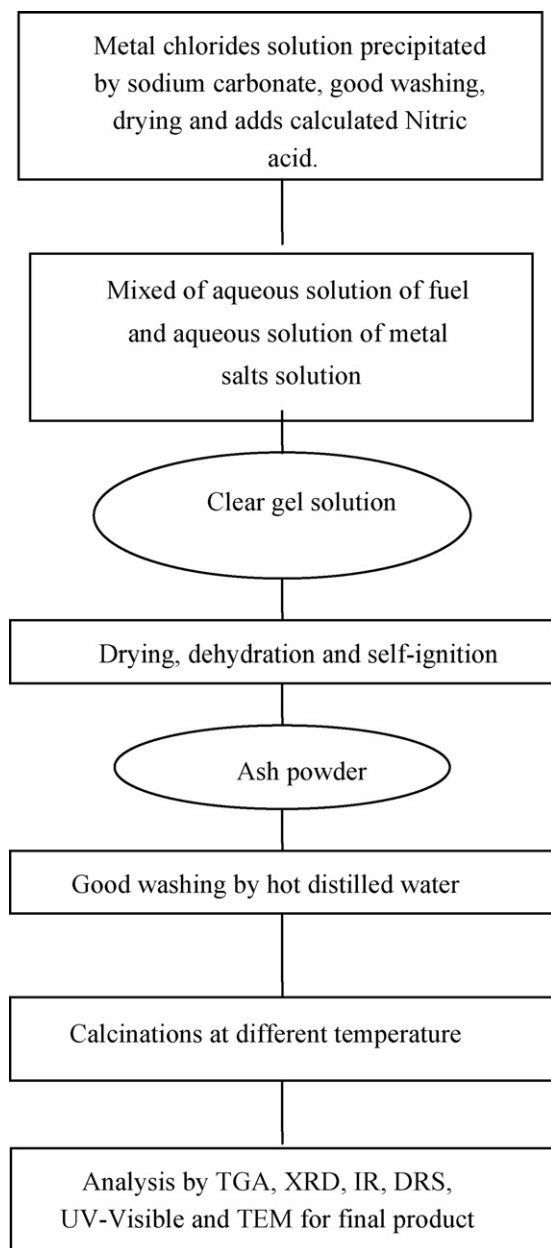 Metal chlorides solution precipitated
by sodium carbonate, good washing,
drying and adds calculated Nitric
acid.
Mixed of aqueous solution of fuel
and aqueous solution of metal
salts solution
Clear gel solution
Drying, dehydration and self-ignition
Ash powder
Good washing by hot distilled water
Calcinations at different temperature
Analysis by TGA, XRD, IR, DRS,
UV-Visible and TEM for final product